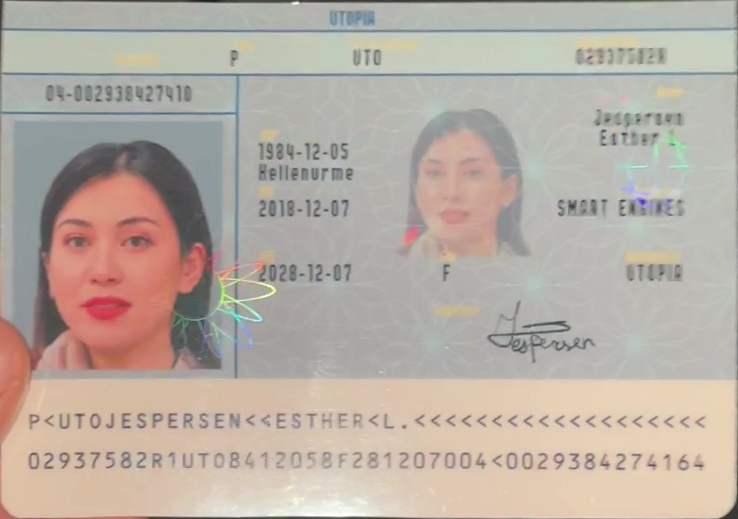 UTOPIA
P UTO 02937582R
04-002938427410
Jespersen
Esther L
1984-12-05
Hellenurme
2018-12-07 SMART ENGINES
2028-12-07 F UTOPIA
Jespersen
P<UTOJESPERSEN<<ESTHER<L.<<<<<<<<<<<<<<<<<<<
02937582R1UTO8412058F281207004<0029384274164